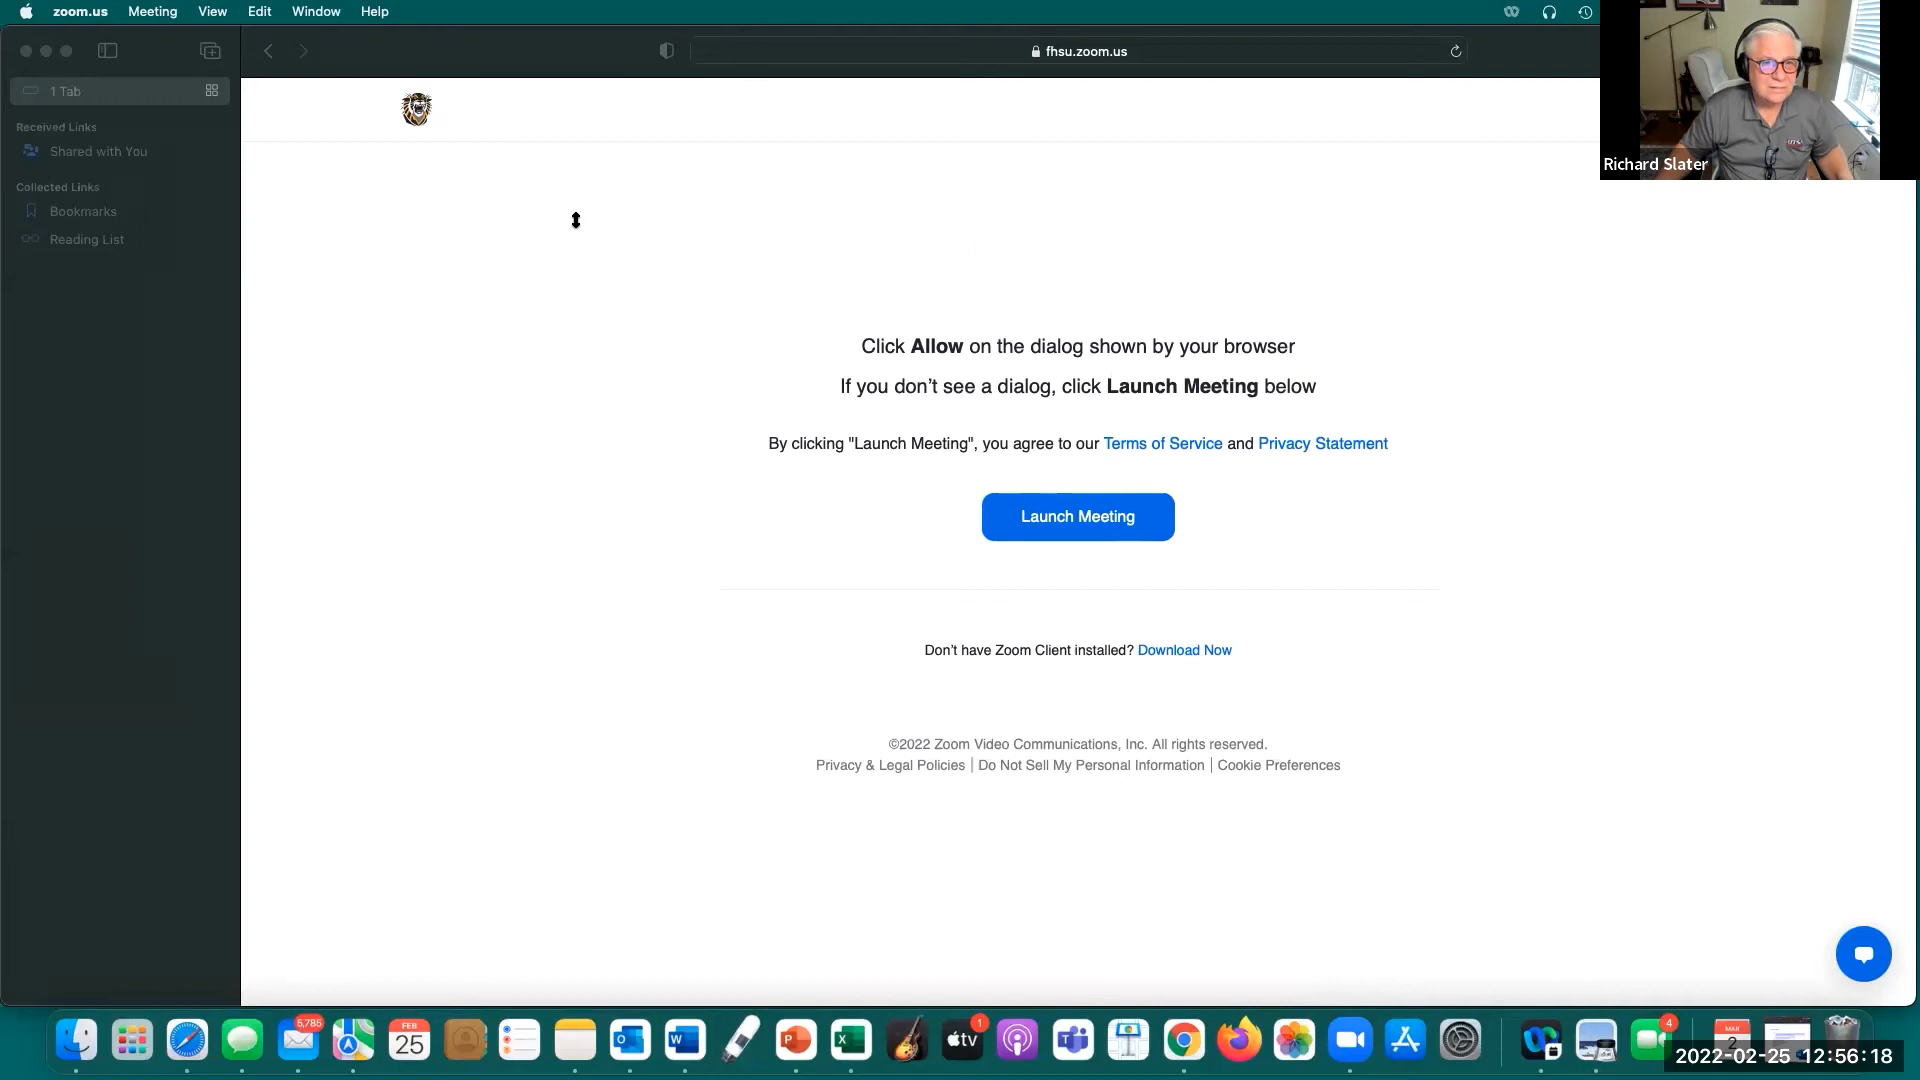 zoom.us Meeting View Edit Window Help
fhsu.zoom.us
1 Tab
Received Links
Shared with You
Collected Links
Bookmarks
Reading List
Richard Slater
Click Allow on the dialog shown by your browser
If you don’t see a dialog, click Launch Meeting below
By clicking "Launch Meeting", you agree to our Terms of Service and Privacy Statement
Launch Meeting
Don’t have Zoom Client installed? Download Now
©2022 Zoom Video Communications, Inc. All rights reserved.
Privacy & Legal Policies | Do Not Sell My Personal Information | Cookie Preferences
5,785
FEB
25
O
W
P
X
1
tv
T
4
MAR
2
2022-02-25 12:56:18